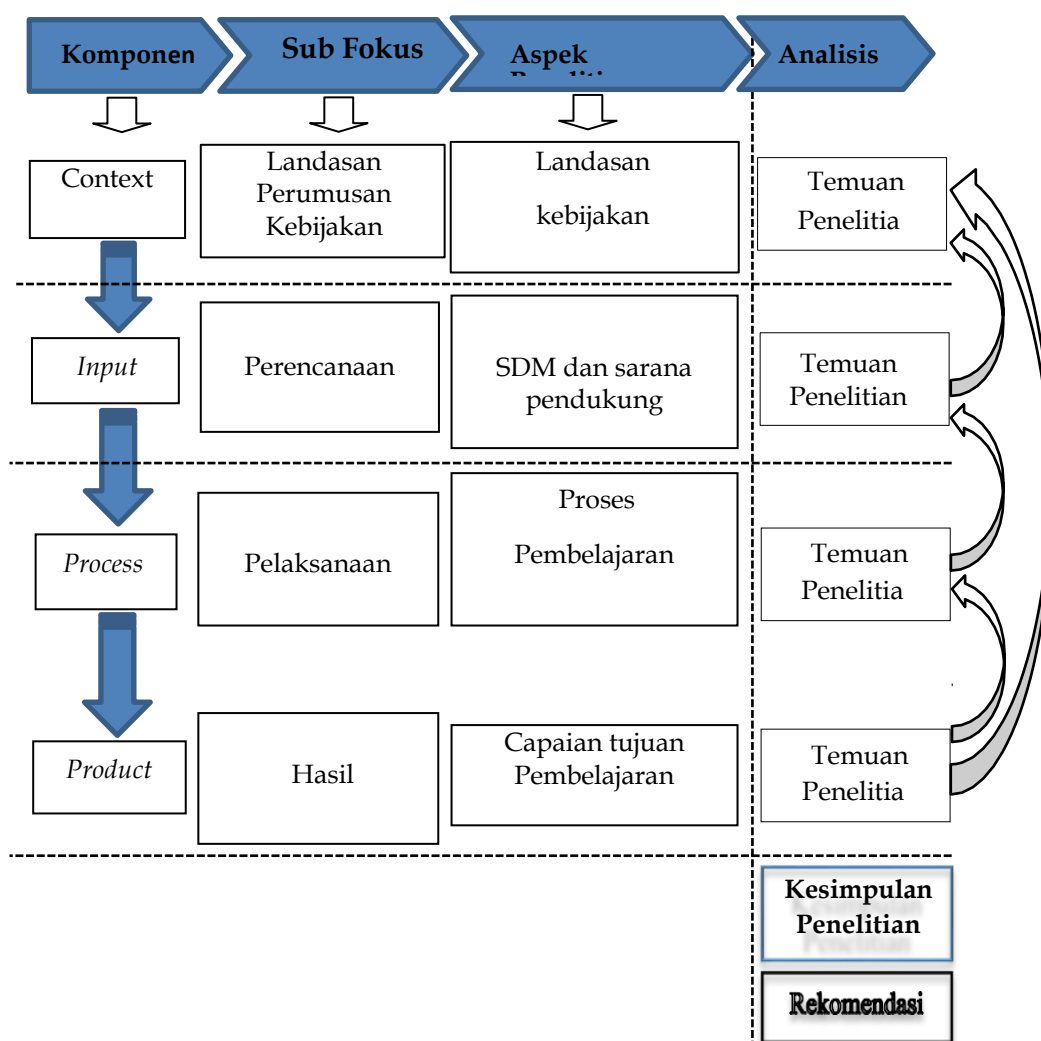 Komponen
Sub Fokus
Aspek
Analisis
Context
Landasan
Perumusan
Kebijakan
Landasan
kebijakan
Temuan
Penelitia
Input
Perencanaan
SDM dan sarana
pendukung
Temuan
Penelitian
Process
Pelaksanaan
Proses
Pembelajaran
Temuan
Penelitia
Product
Hasil
Capaian tujuan
Pembelajaran
Temuan
Penelitia
Kesimpulan
Penelitian
Rekomendasi